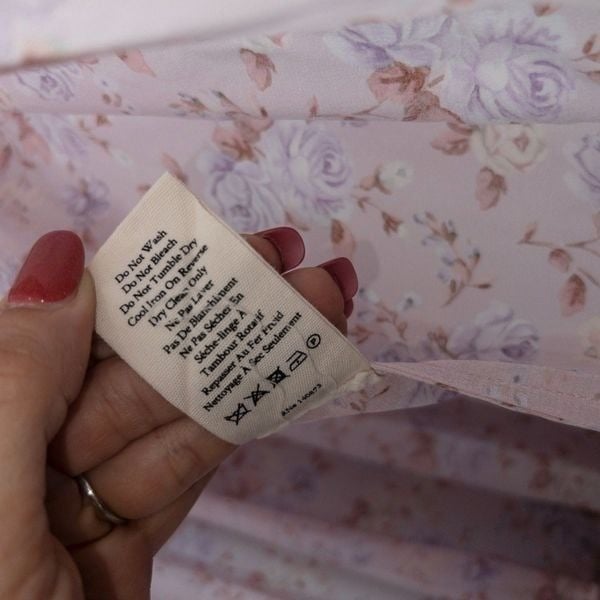 Do Not Wash
Do Not Bleach
Do Not Tumble Dry
Cool Iron On Reverse
Dry Clean Only
Ne Pas Laver
Pas De Blanchiment
Ne Pas Sécher En
Sèche-linge À
Tambour Rotatif
Repasser Au Fer Froid
Nettoyage À Sec Seulement